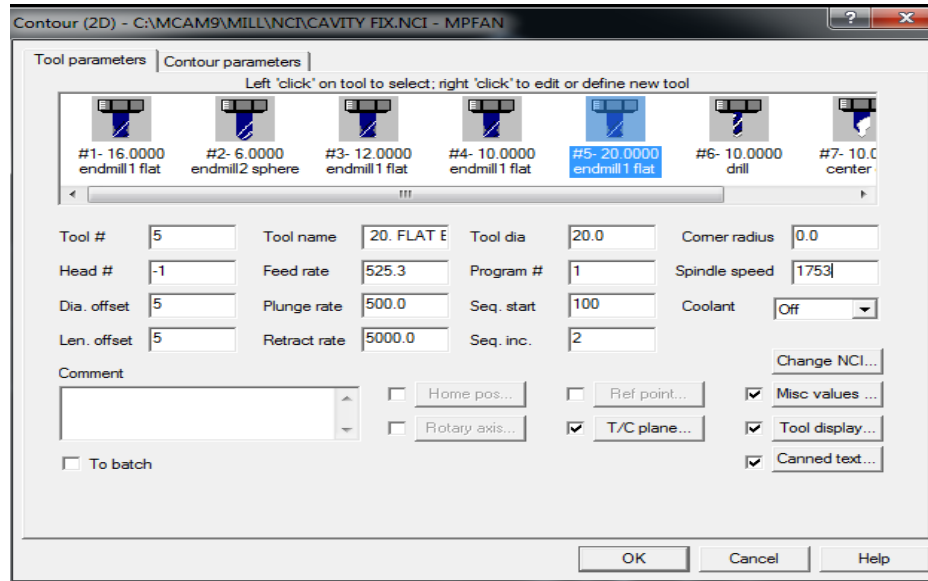 Contour (2D) - C:\MCAM9\MILL\NCI\CAVITY FIX.NCI - MPFAN
Tool parameters Contour parameters
Left 'click' on tool to select; right 'click' to edit or define new tool
#1- 16.0000 #2- 6.0000 #3- 12.0000 #4- 10.0000 #5- 20.0000 #6- 10.0000 #7- 10.0
endmill1 flat endmill2 sphere endmill1 flat endmill1 flat endmill1 flat drill center
Tool # 5 Tool name 20. FLAT E Tool dia 20.0 Corner radius 0.0
Head # -1 Feed rate 525.3 Program # 1 Spindle speed 1753
Dia. offset 5 Plunge rate 500.0 Seq. start 100 Coolant Off
Len. offset 5 Retract rate 5000.0 Seq. inc. 2
Change NCI...
Comment
Home pos... Ref point... Misc values ...
Rotary axis... T/C plane... Tool display...
To batch Canned text...
OK Cancel Help